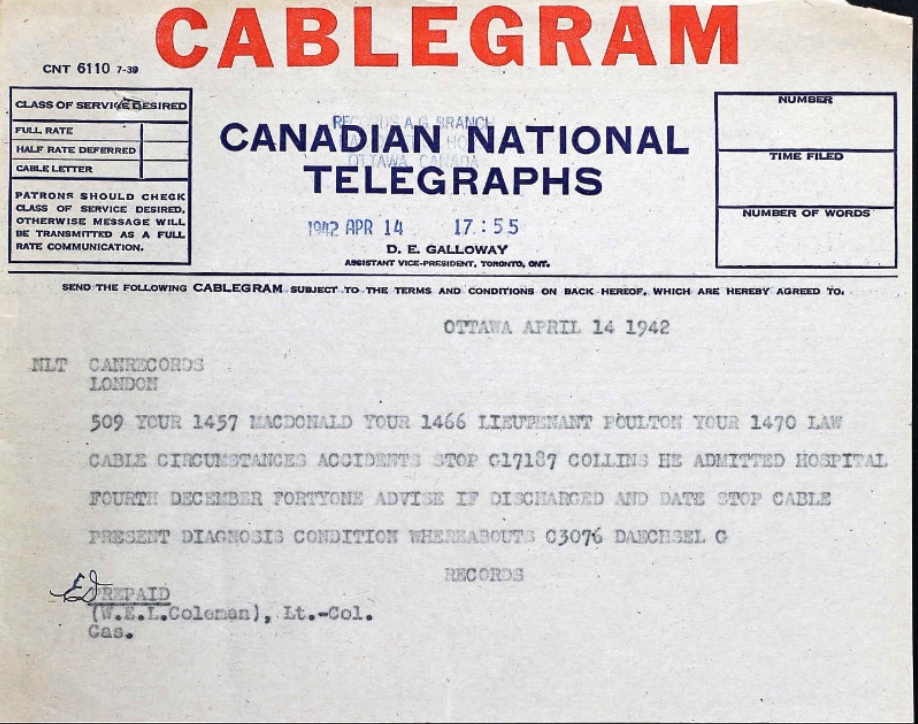 CABLEGRAM
CNT 6110 7-39
CLASS OF SERVICE DESIRED
FULL RATE
HALF RATE DEFERRED
CABLE LETTER
PATRONS SHOULD CHECK
CLASS OF SERVICE DESIRED,
OTHERWISE MESSAGE WILL
BE TRANSMITTED AS A FULL
RATE COMMUNICATION.
A.G. BRANCH
OTTAWA CANADA
CANADIAN NATIONAL
TELEGRAPHS
1942 APR 14 17:55
D. E. GALLOWAY
ASSISTANT VICE-PRESIDENT, TORONTO, ONT.
NUMBER
TIME FILED
NUMBER OF WORDS
SEND THE FOLLOWING CABLEGRAM SUBJECT TO THE TERMS AND CONDITIONS ON BACK HEREOF, WHICH ARE HEREBY AGREED TO.
OTTAWA APRIL 14 1942
NLT CANRECORDS
LONDON
509 YOUR 1457 MACDONALD YOUR 1466 LIEUTENANT POULTON YOUR 1470 LAW
CABLE CIRCUMSTANCES ACCIDENTS STOP G17187 COLLINS HE ADMITTED HOSPITAL
FOURTH DECEMBER FORTYONE ADVISE IF DISCHARGED AND DATE STOP CABLE
PRESENT DIAGNOSIS CONDITION WHEREABOUTS C3076 DAECHSEL G
RECORDS
PREPAID
(W.E.L.Coleman), Lt.-Col.
Cas.